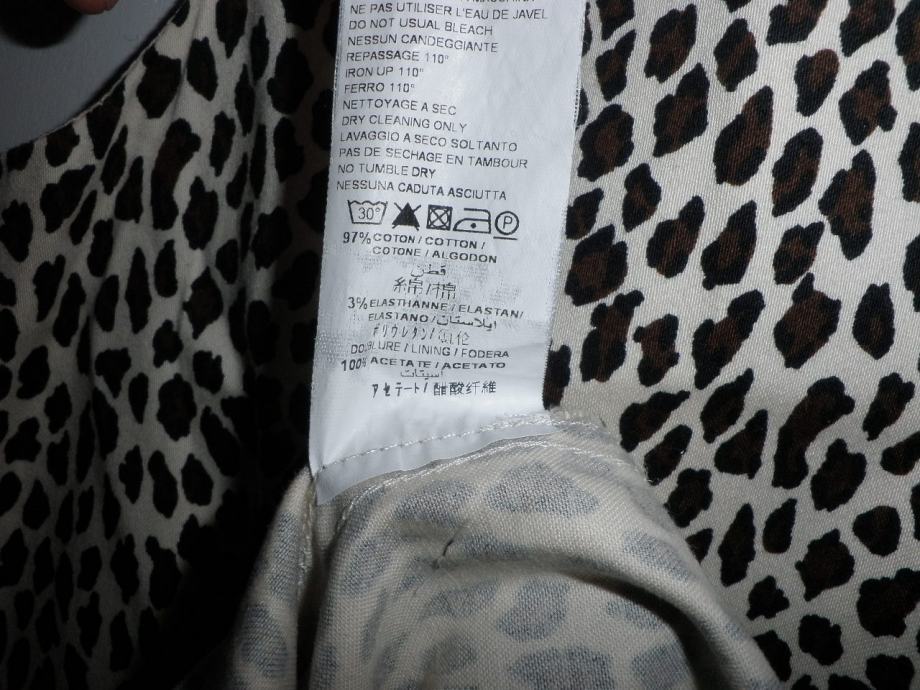 NE PAS UTILISER L'EAU DE JAVEL
DO NOT USUAL BLEACH
NESSUN CANDEGGIANTE
REPASSAGE 110°
IRON UP 110°
FERRO 110°
NETTOYAGE A SEC
DRY CLEANING ONLY
LAVAGGIO A SECO SOLTANTO
PAS DE SECHAGE EN TAMBOUR
NO TUMBLE DRY
NESSUNA CADUTA ASCIUTTA
30° P
97% COTON / COTTON /
COTONE / ALGODON
قطن
綿/棉
3% ELASTHANNE / ELASTAN/
ELASTANO / ايلاستان/
ポリウレタン/
DOUBLURE / LINING / FODERA
100% ACETATE / ACETATO
اسيتات
アセテート/ 醋酸纤维